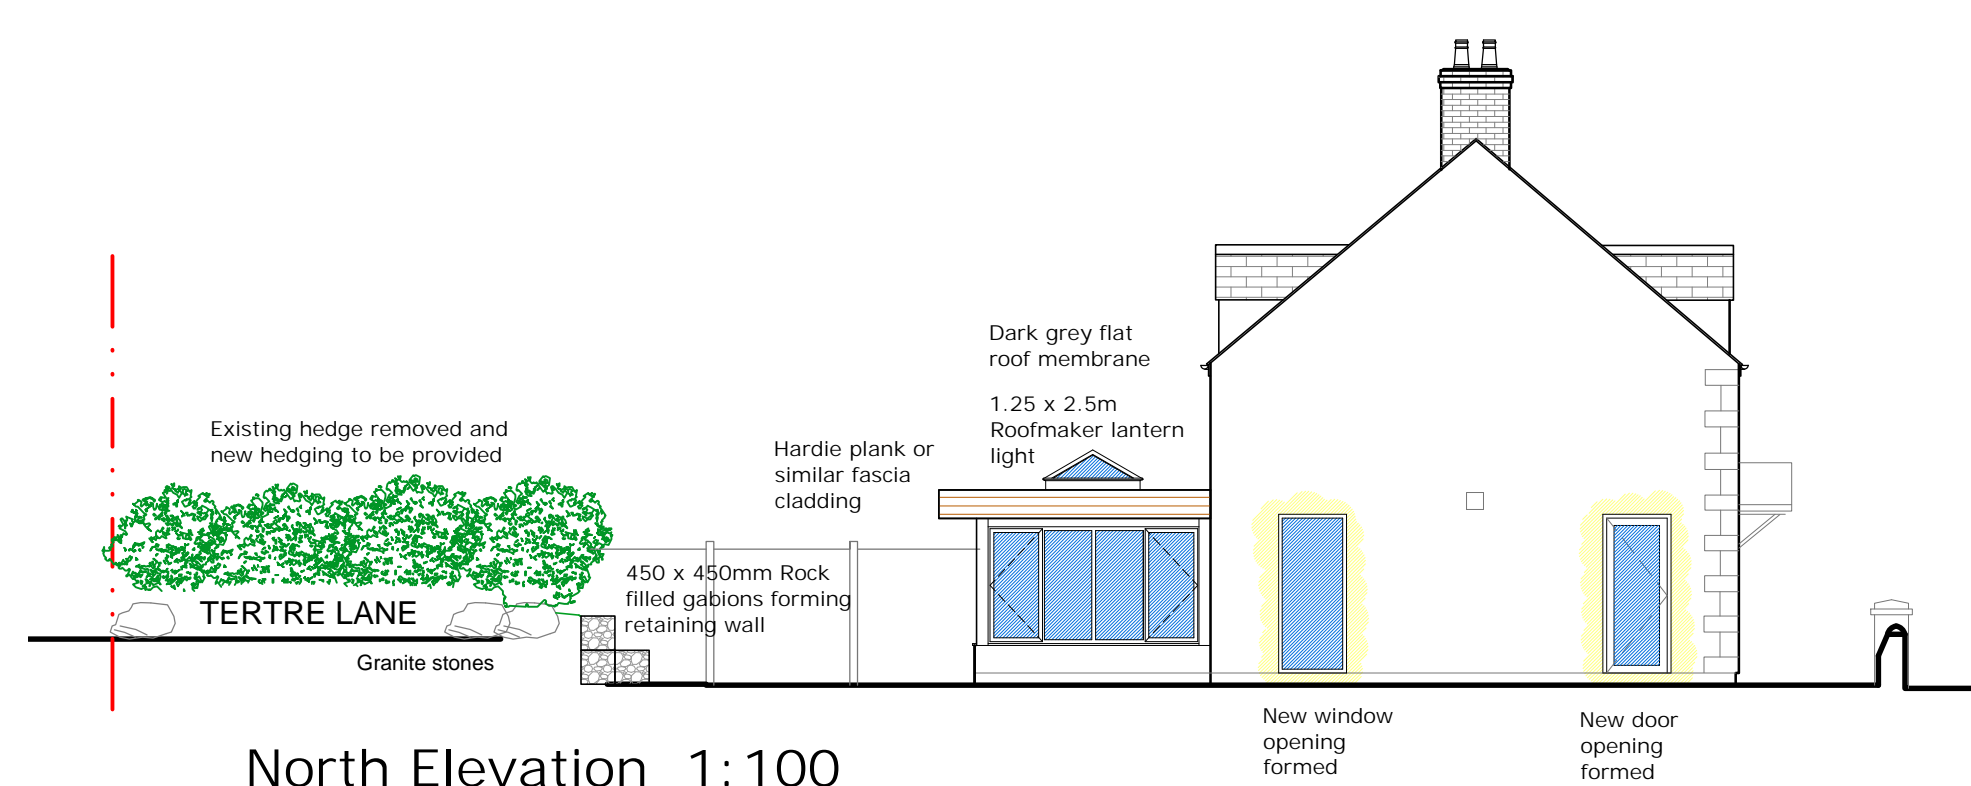 Dark grey flat
roof membrane
1.25 x 2.5m
Roofmaker lantern
light
Existing hedge removed and
new hedging to be provided
Hardie plank or
similar fascia
cladding
450 x 450mm Rock
filled gabions forming
retaining wall
TERTRE LANE
Granite stones
New window
opening
formed
New door
opening
formed
North Elevation 1:100